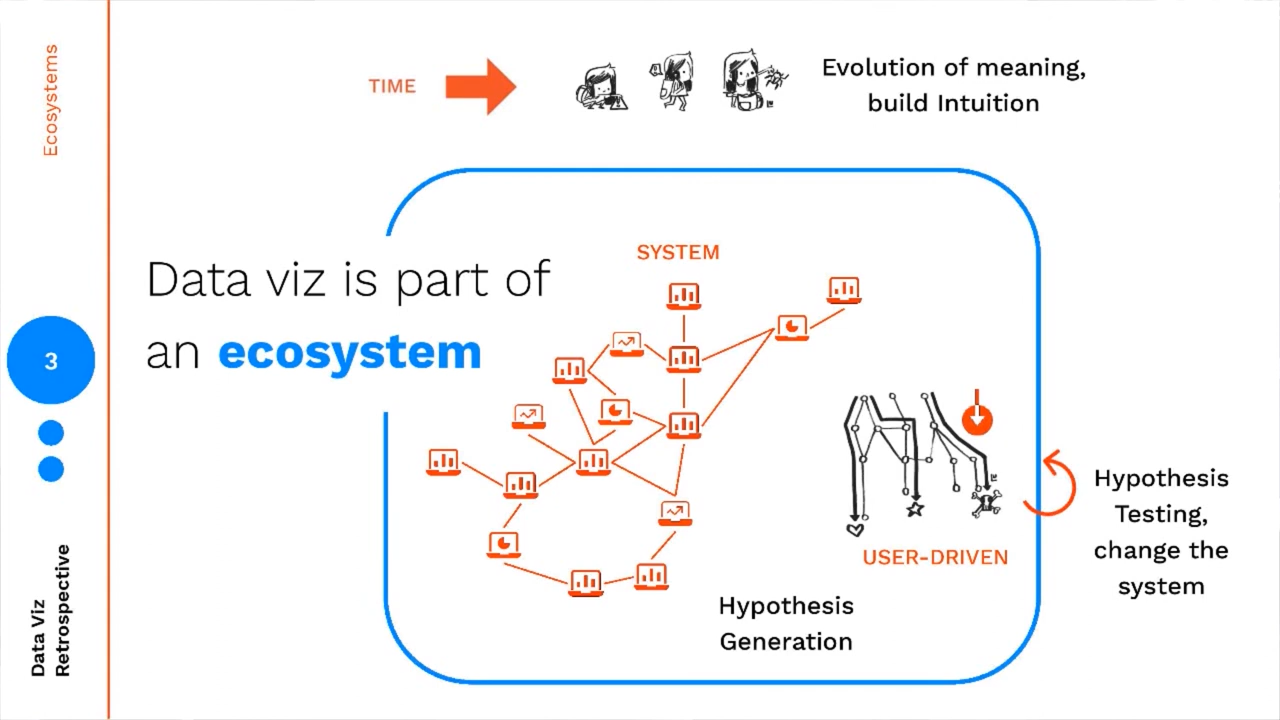 Ecosystems
TIME
Evolution of meaning,
build Intuition
Data viz is part of
an ecosystem
SYSTEM
3
Hypothesis
Testing,
change the
system
USER-DRIVEN
Hypothesis
Generation
Data Viz
Retrospective